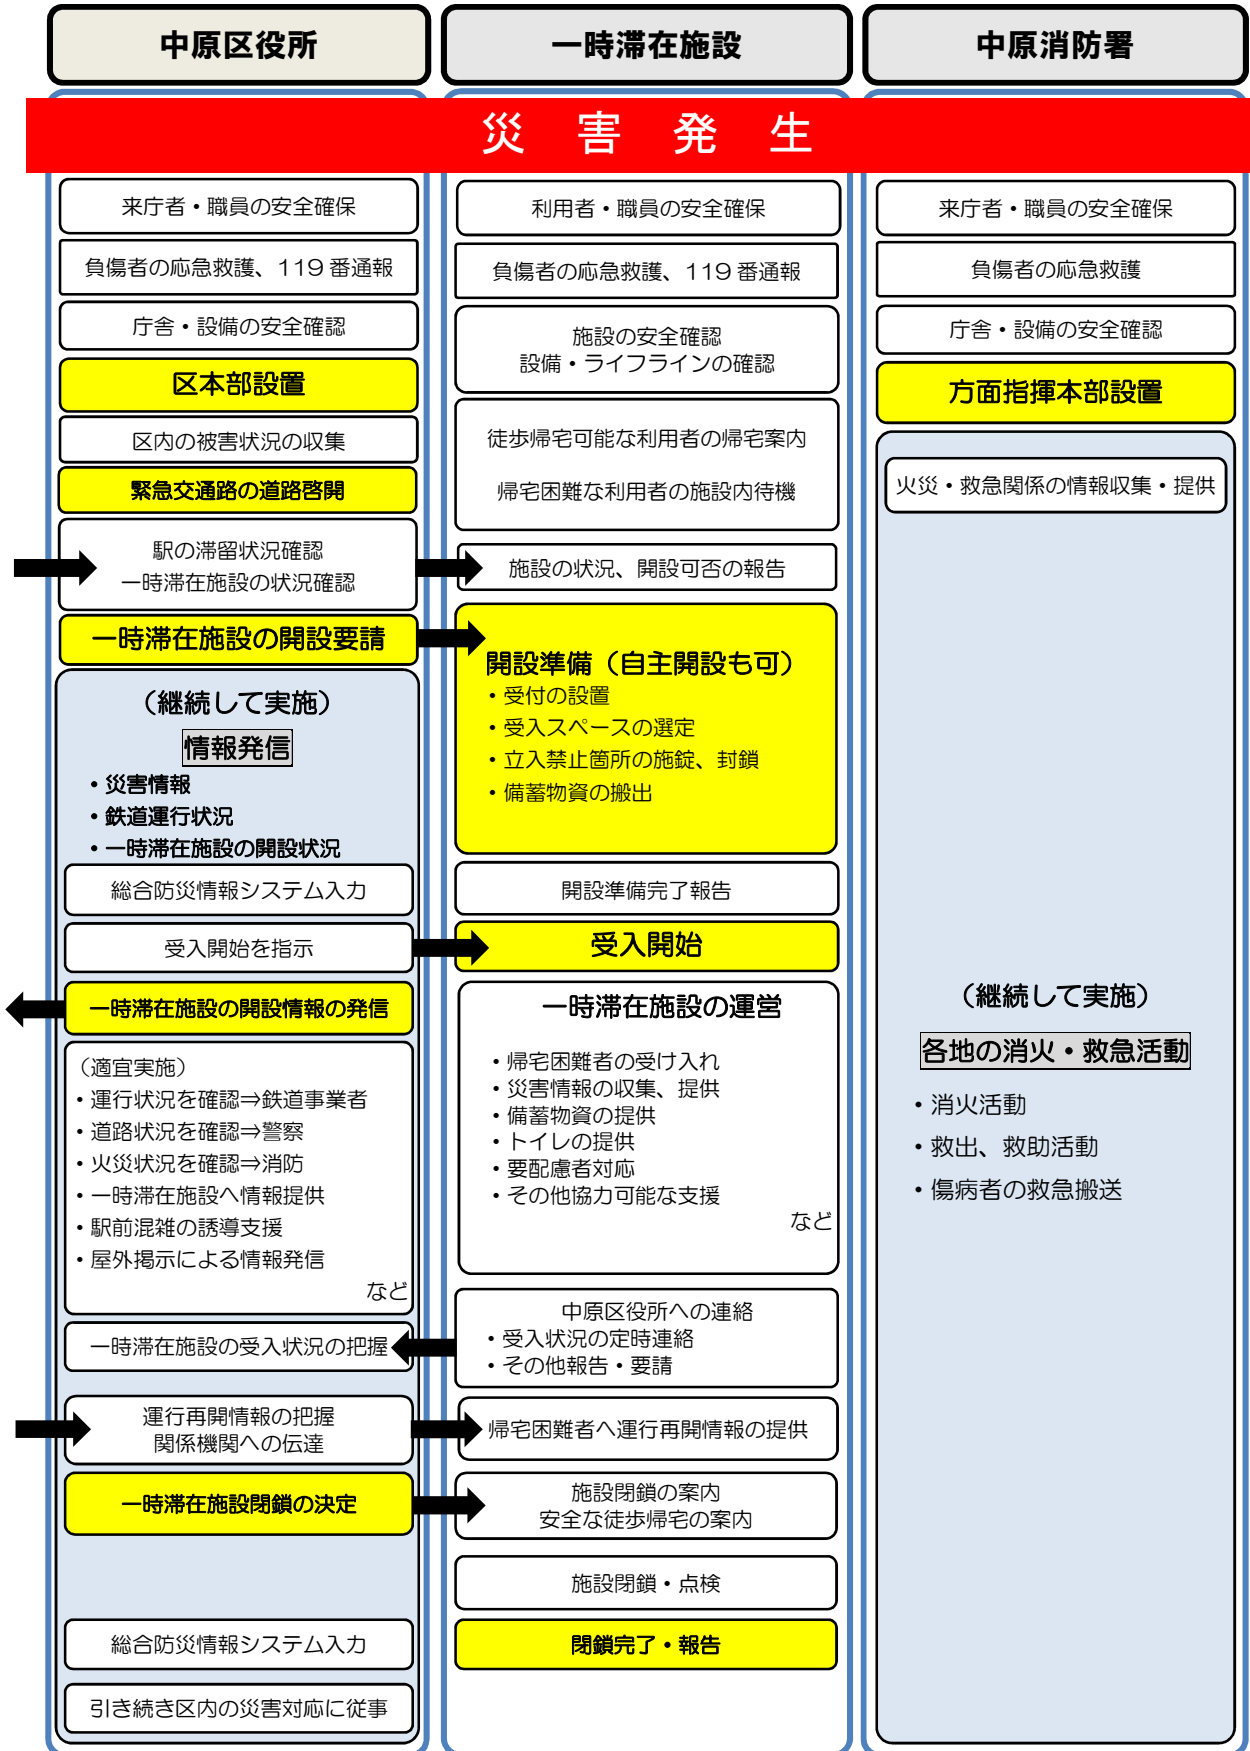 中原区役所
一時滞在施設
中原消防署
災害発生
来庁者・職員の安全確保
負傷者の応急救護、119番通報
庁舎・設備の安全確認
区本部設置
区内の被害状況の収集
緊急交通路の道路啓開
駅の滞留状況確認
一時滞在施設の状況確認
一時滞在施設の開設要請
（継続して実施）
情報発信
・災害情報
・鉄道運行状況
・一時滞在施設の開設状況
総合防災情報システム入力
受入開始を指示
一時滞在施設の開設情報の発信
（適宜実施）
・運行状況を確認⇒鉄道事業者
・道路状況を確認⇒警察
・火災状況を確認⇒消防
・一時滞在施設へ情報提供
・駅前混雑の誘導支援
・屋外掲示による情報発信
など
一時滞在施設の受入状況の把握
運行再開情報の把握
関係機関への伝達
一時滞在施設閉鎖の決定
総合防災情報システム入力
引き続き区内の災害対応に従事
利用者・職員の安全確保
負傷者の応急救護、119番通報
施設の安全確認
設備・ライフラインの確認
徒歩帰宅可能な利用者の帰宅案内
帰宅困難な利用者の施設内待機
施設の状況、開設可否の報告
開設準備（自主開設も可）
・受付の設置
・受入スペースの選定
・立入禁止箇所の施錠、封鎖
・備蓄物資の搬出
開設準備完了報告
受入開始
一時滞在施設の運営
・帰宅困難者の受け入れ
・災害情報の収集、提供
・備蓄物資の提供
・トイレの提供
・要配慮者対応
・その他協力可能な支援
など
中原区役所への連絡
・受入状況の定時連絡
・その他報告・要請
帰宅困難者へ運行再開情報の提供
施設閉鎖の案内
安全な徒歩帰宅の案内
施設閉鎖・点検
閉鎖完了・報告
来庁者・職員の安全確保
負傷者の応急救護
庁舎・設備の安全確認
方面指揮本部設置
火災・救急関係の情報収集・提供
（継続して実施）
各地の消火・救急活動
・消火活動
・救出、救助活動
・傷病者の救急搬送